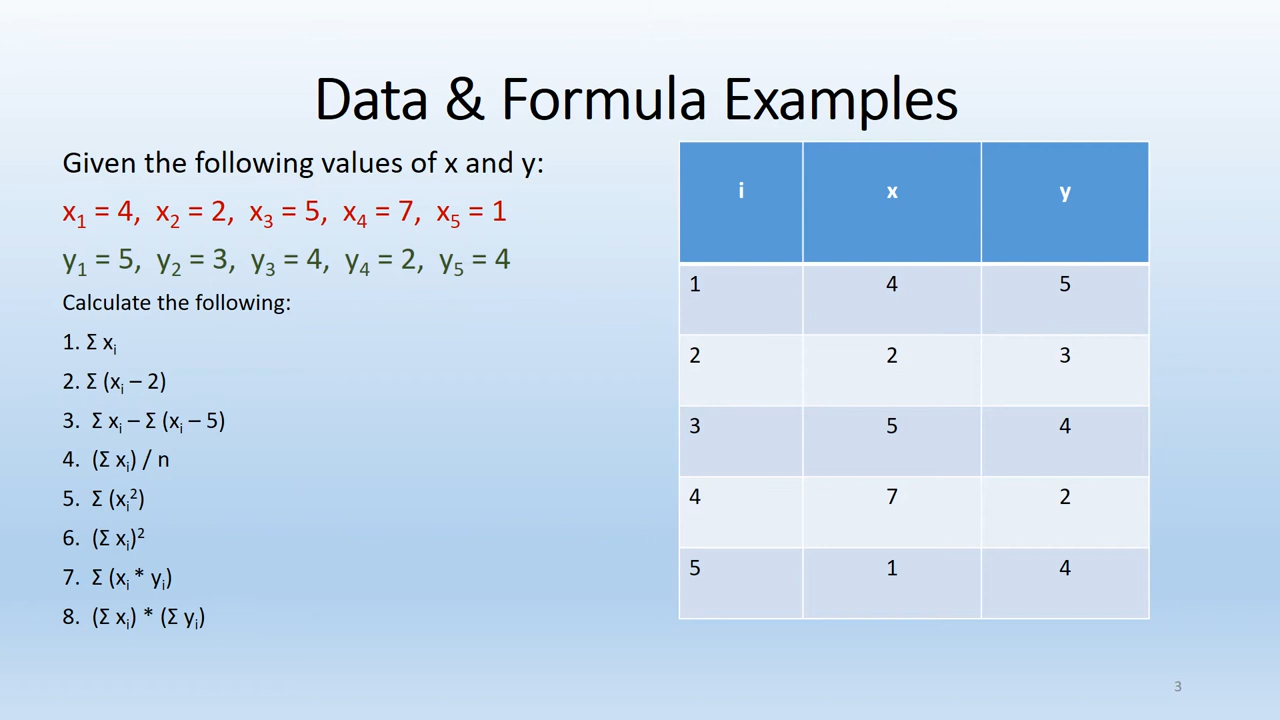 Data & Formula Examples
Given the following values of x and y:
x₁ = 4, x₂ = 2, x₃ = 5, x₄ = 7, x₅ = 1
y₁ = 5, y₂ = 3, y₃ = 4, y₄ = 2, y₅ = 4
Calculate the following:
1. Σ xᵢ
2. Σ (xᵢ – 2)
3. Σ xᵢ – Σ (xᵢ – 5)
4. (Σ xᵢ) / n
5. Σ (xᵢ²)
6. (Σ xᵢ)²
7. Σ (xᵢ * yᵢ)
8. (Σ xᵢ) * (Σ yᵢ)
i x y
1 4 5
2 2 3
3 5 4
4 7 2
5 1 4
3